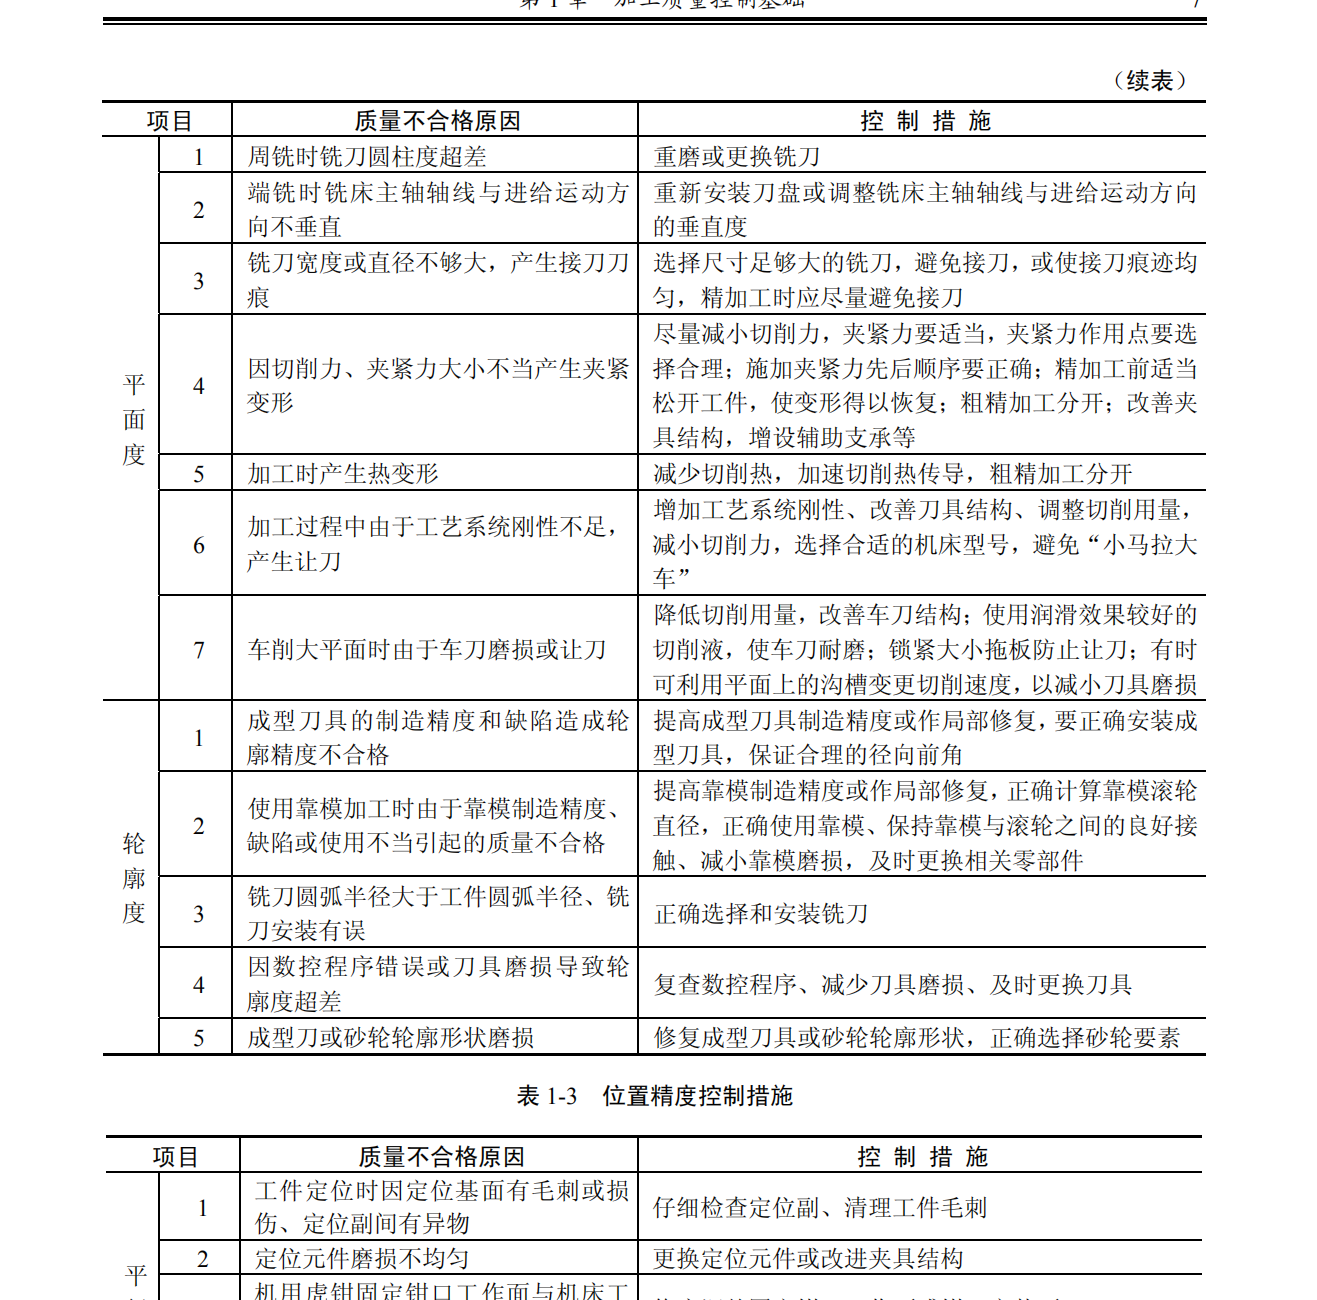 第 1 章 加工质量控制基础 7
（续表）
项目 质量不合格原因 控 制 措 施
平面度
1 周铣时铣刀圆柱度超差 重磨或更换铣刀
2 端铣时铣床主轴轴线与进给运动方
向不垂直
重新安装刀盘或调整铣床主轴轴线与进给运动方向
的垂直度
3 铣刀宽度或直径不够大，产生接刀刀
痕
选择尺寸足够大的铣刀，避免接刀，或使接刀痕迹均
匀，精加工时应尽量避免接刀
4 因切削力、夹紧力大小不当产生夹紧
变形
尽量减小切削力，夹紧力要适当，夹紧力作用点要选
择合理；施加夹紧力先后顺序要正确；精加工前适当
松开工件，使变形得以恢复；粗精加工分开；改善夹
具结构，增设辅助支承等
5 加工时产生热变形 减少切削热，加速切削热传导，粗精加工分开
6 加工过程中由于工艺系统刚性不足，
产生让刀
增加工艺系统刚性、改善刀具结构、调整切削用量，
减小切削力，选择合适的机床型号，避免“小马拉大
车”
7 车削大平面时由于车刀磨损或让刀
降低切削用量，改善车刀结构；使用润滑效果较好的
切削液，使车刀耐磨；锁紧大小拖板防止让刀；有时
可利用平面上的沟槽变更切削速度，以减小刀具磨损
轮廓度
1 成型刀具的制造精度和缺陷造成轮
廓精度不合格
提高成型刀具制造精度或作局部修复，要正确安装成
型刀具，保证合理的径向前角
2 使用靠模加工时由于靠模制造精度、
缺陷或使用不当引起的质量不合格
提高靠模制造精度或作局部修复，正确计算靠模滚轮
直径，正确使用靠模、保持靠模与滚轮之间的良好接
触、减小靠模磨损，及时更换相关零部件
3 铣刀圆弧半径大于工件圆弧半径、铣
刀安装有误
正确选择和安装铣刀
4 因数控程序错误或刀具磨损导致轮
廓度超差
复查数控程序、减少刀具磨损、及时更换刀具
5 成型刀或砂轮轮廓形状磨损 修复成型刀具或砂轮轮廓形状，正确选择砂轮要素
表 1-3 位置精度控制措施
项目 质量不合格原因 控 制 措 施
平
1 工件定位时因定位基面有毛刺或损
伤、定位副间有异物
仔细检查定位副、清理工件毛刺
2 定位元件磨损不均匀 更换定位元件或改进夹具结构
机用虎钳固定钳口工作面与机床工